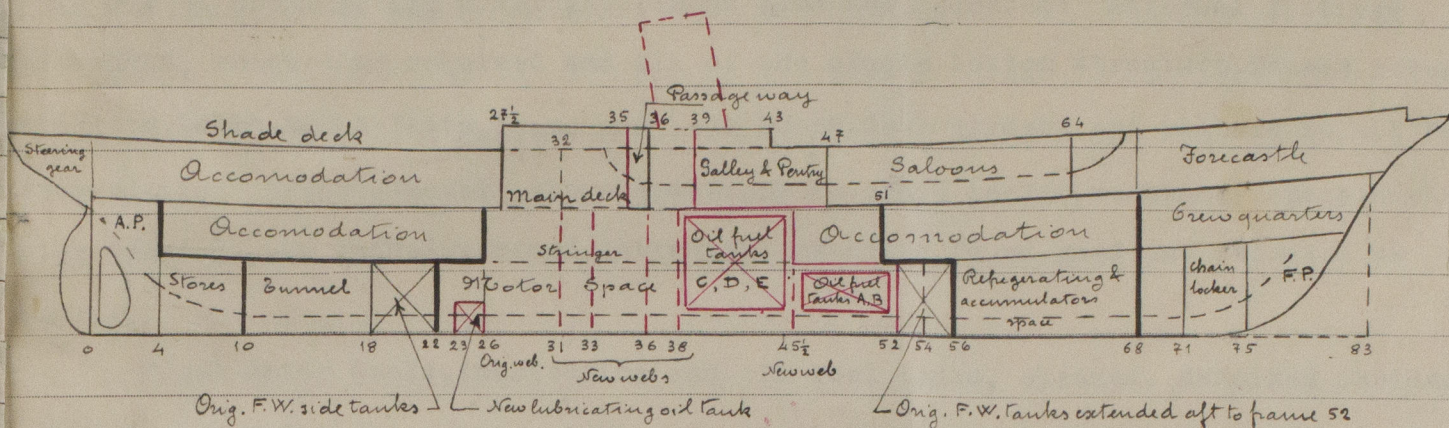 Passage way
27½ 35 36 39 43
Shade deck 32 47 64
Steering
gear
Accomodation
Galley & Pentry
Saloons
Forecastle
Main deck
51
A.P.
Accomodation
Stringer
Oil fuel
tanks
C, D, E
Accomodation
Crew quarters
Stores
Tunnel
Motor Space
Oil fuel
tanks A,B
Refregerating &
accumulators
space
chain
locker
F.P.
0 4 10 18 22 23 26 31 33 36 38 45½ 52 54 56 68 71 75 83
Orig. web.
New webs
New web
Orig. F.W. side tanks
New lubricating oil tank
Orig. F.W. tanks extended aft to frame 52